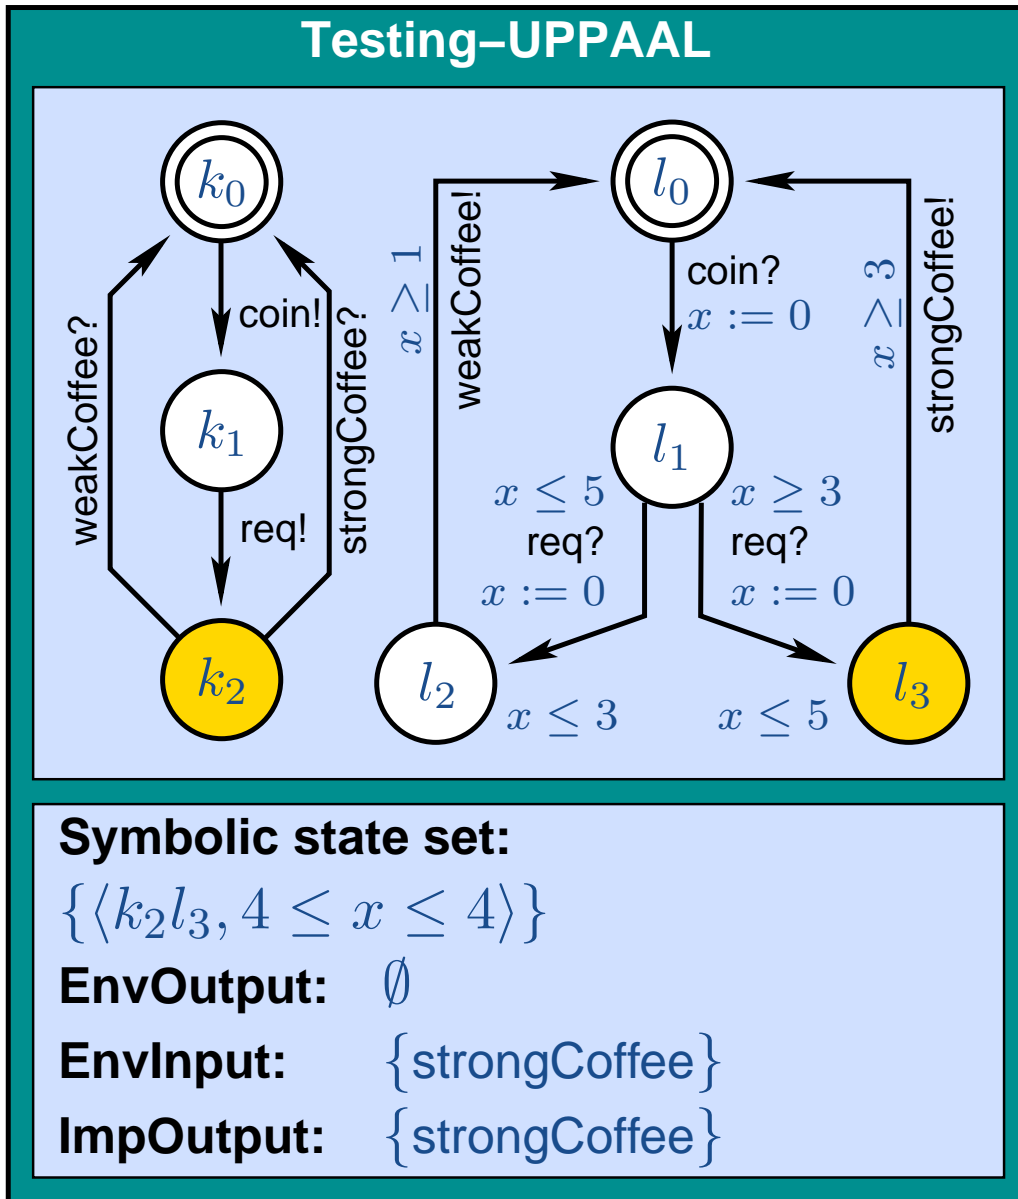 Testing–UPPAAL
k₀
coin!
k₁
req!
k₂
weakCoffee?
strongCoffee?
l₀
coin?
x := 0
l₁
x ≤ 5
req?
x := 0
x ≥ 3
req?
x := 0
x ≥ 1
weakCoffee!
x ≥ 3
strongCoffee!
l₂
x ≤ 3
x ≤ 5
l₃
Symbolic state set:
{⟨k₂l₃, 4 ≤ x ≤ 4⟩}
EnvOutput: ∅
EnvInput: {strongCoffee}
ImpOutput: {strongCoffee}